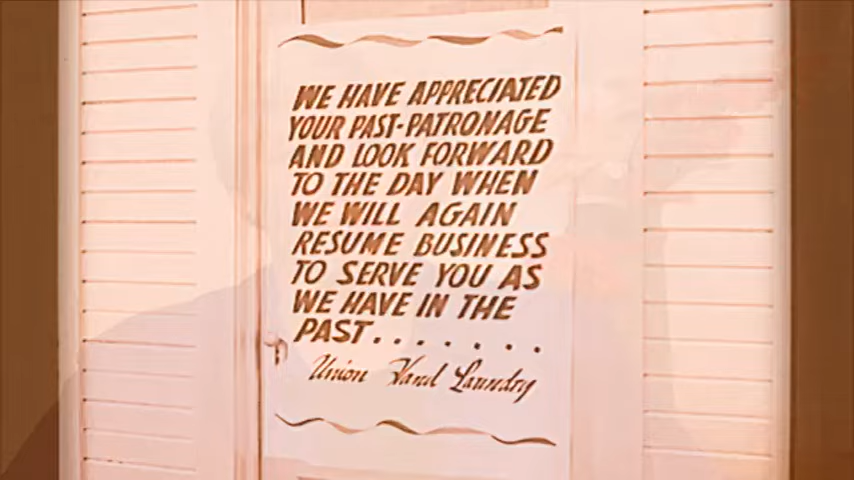 WE HAVE APPRECIATED
YOUR PAST-PATRONAGE
AND LOOK FORWARD
TO THE DAY WHEN
WE WILL AGAIN
RESUME BUSINESS
TO SERVE YOU AS
WE HAVE IN THE
PAST........
Union Hand Laundry